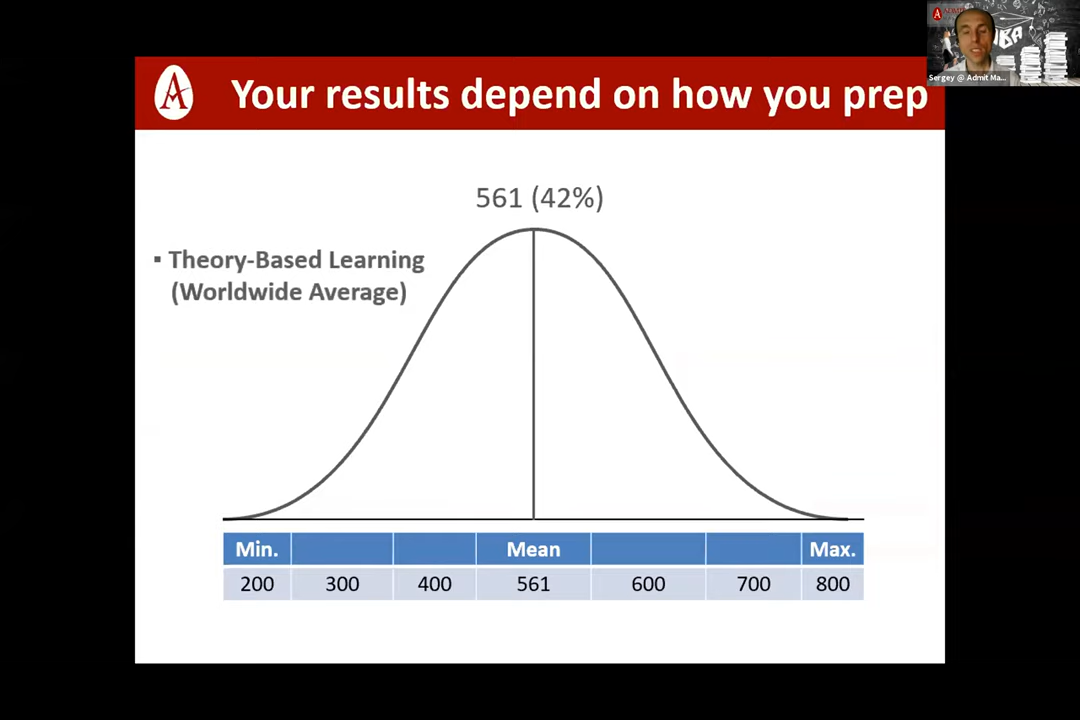 Your results depend on how you prep
561 (42%)
▪ Theory-Based Learning
(Worldwide Average)
Min. Mean Max.
200 300 400 561 600 700 800
A
MBA
Sergey @ Admit Ma...